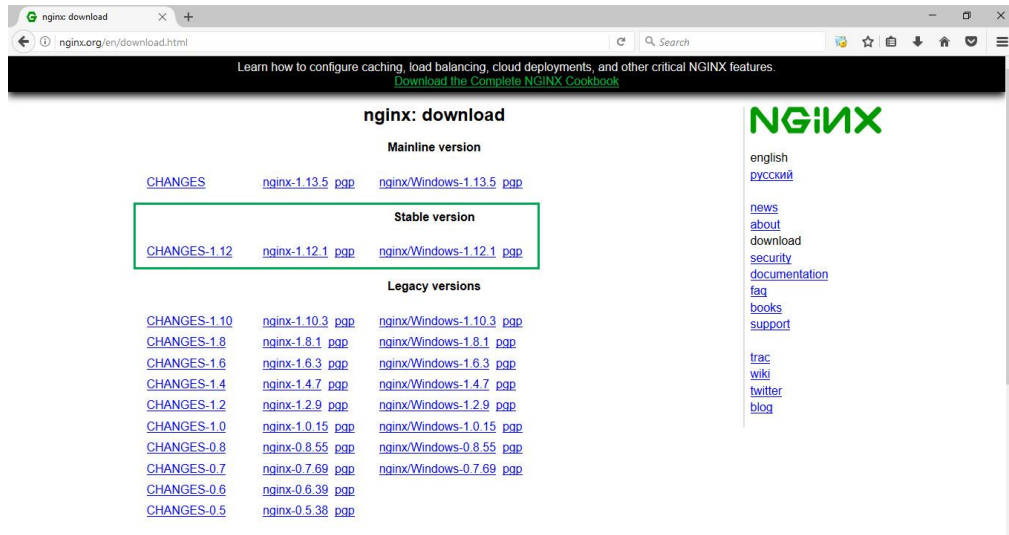 nginx: download
nginx.org/en/download.html
Search
Learn how to configure caching, load balancing, cloud deployments, and other critical NGINX features.
Download the Complete NGINX Cookbook
nginx: download
Mainline version
CHANGES nginx-1.13.5 pgp nginx/Windows-1.13.5 pgp
Stable version
CHANGES-1.12 nginx-1.12.1 pgp nginx/Windows-1.12.1 pgp
Legacy versions
CHANGES-1.10 nginx-1.10.3 pgp nginx/Windows-1.10.3 pgp
CHANGES-1.8 nginx-1.8.1 pgp nginx/Windows-1.8.1 pgp
CHANGES-1.6 nginx-1.6.3 pgp nginx/Windows-1.6.3 pgp
CHANGES-1.4 nginx-1.4.7 pgp nginx/Windows-1.4.7 pgp
CHANGES-1.2 nginx-1.2.9 pgp nginx/Windows-1.2.9 pgp
CHANGES-1.0 nginx-1.0.15 pgp nginx/Windows-1.0.15 pgp
CHANGES-0.8 nginx-0.8.55 pgp nginx/Windows-0.8.55 pgp
CHANGES-0.7 nginx-0.7.69 pgp nginx/Windows-0.7.69 pgp
CHANGES-0.6 nginx-0.6.39 pgp
CHANGES-0.5 nginx-0.5.38 pgp
NGiNX
english
русский
news
about
download
security
documentation
faq
books
support
trac
wiki
twitter
blog